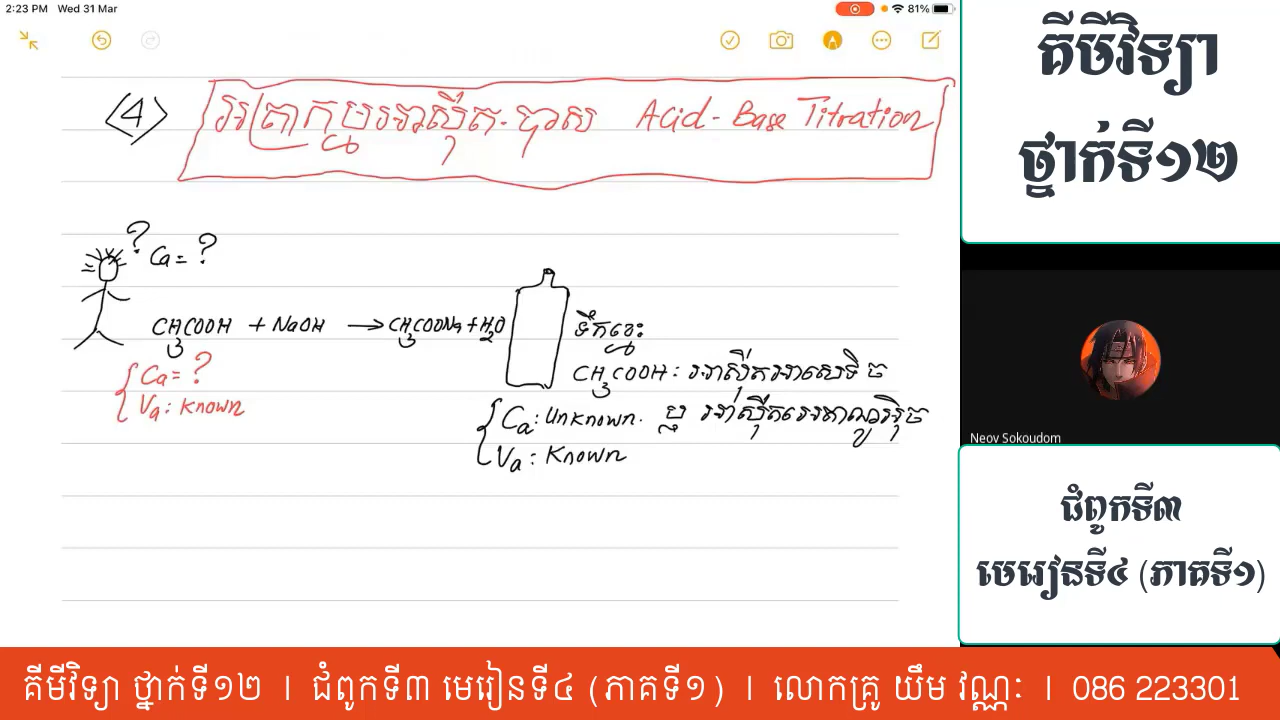 2:23 PM Wed 31 Mar
81%
<4> អត្រាកម្មអាស៊ីត-បាស Acid-Base Titration
? Ca = ?
CH3COOH + NaOH → CH3COONa + H2O
Ca = ?
Va : Known
ទឹកខ្មេះ
CH3COOH : អាស៊ីតអាសេទិច
Ca : Unknown. ឬ អាស៊ីតអេតាណូអ៊ិច
Va : Known
គីមីវិទ្យា
ថ្នាក់ទី១២
Neov Sokoudom
ជំពូកទី៣
មេរៀនទី៤ (ភាគទី១)
គីមីវិទ្យា ថ្នាក់ទី១២ | ជំពូកទី៣ មេរៀនទី៤ (ភាគទី១) | លោកគ្រូ យឹម វណ្ណៈ | 086 223301